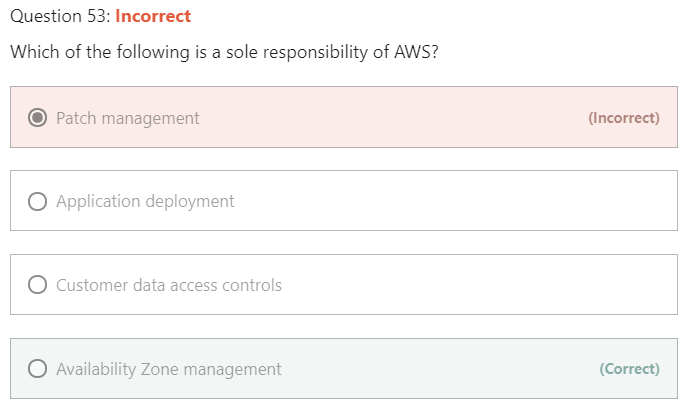 Question 53: Incorrect
Which of the following is a sole responsibility of AWS?
Patch management (Incorrect)
Application deployment
Customer data access controls
Availability Zone management (Correct)